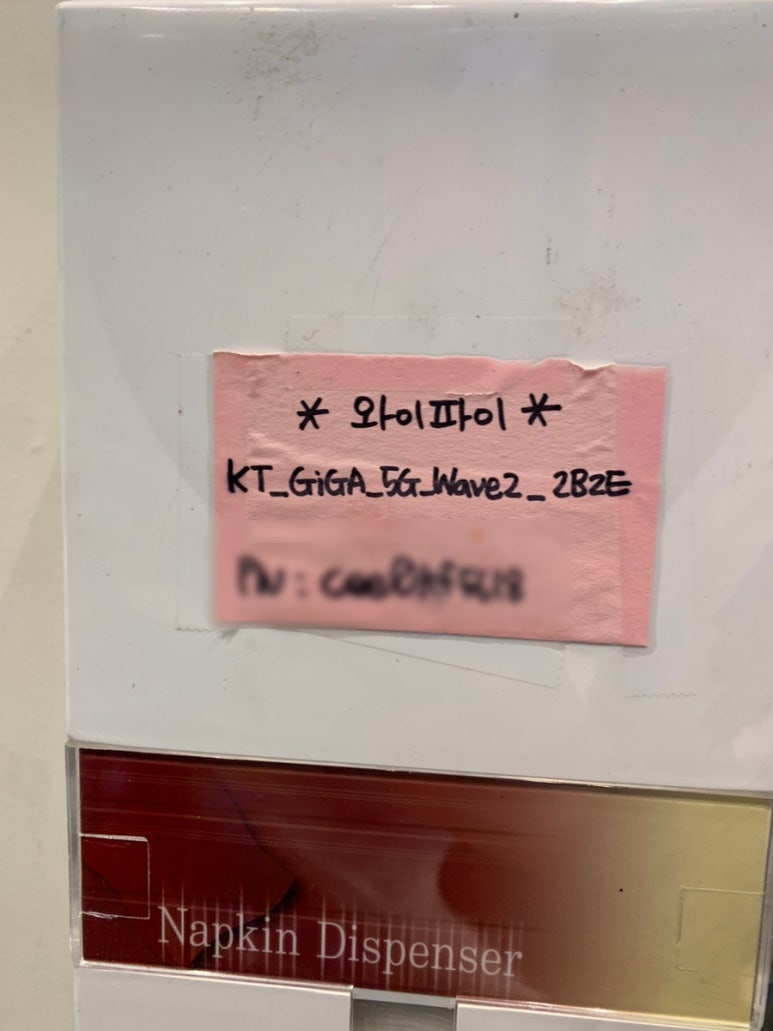 * 와이파이 *
KT_GiGA_5G_Wave2_2B2E
Napkin Dispenser